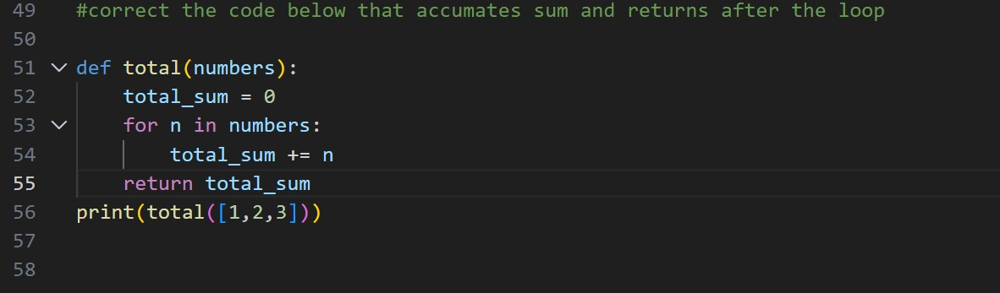 49 #correct the code below that accumates sum and returns after the loop
50
51 def total(numbers):
52     total_sum = 0
53     for n in numbers:
54         total_sum += n
55     return total_sum
56 print(total([1,2,3]))
57
58